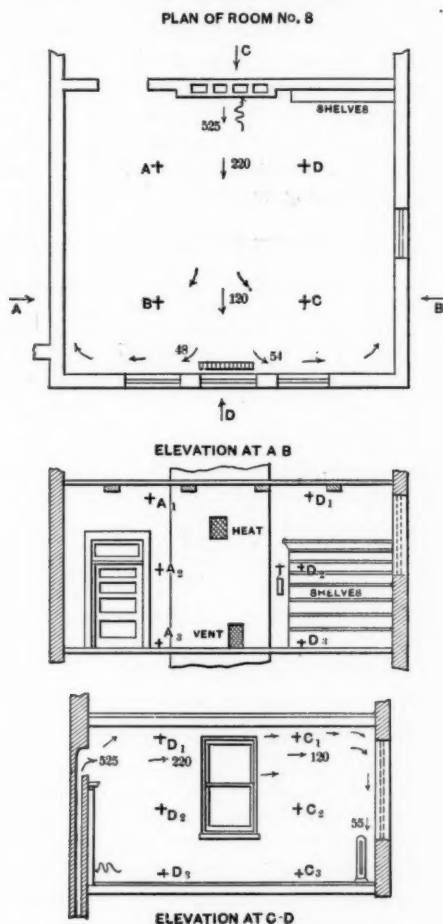 PLAN OF ROOM No. 8
C
SHELVES
525
A 220 D
A B 120 C B
48 54
D
ELEVATION AT A B
A1 D1
HEAT
A2 D2
SHELVES
A3 VENT D3
D1 C1
525 220 120
D2 C2
55
D3 C3
ELEVATION AT C-D